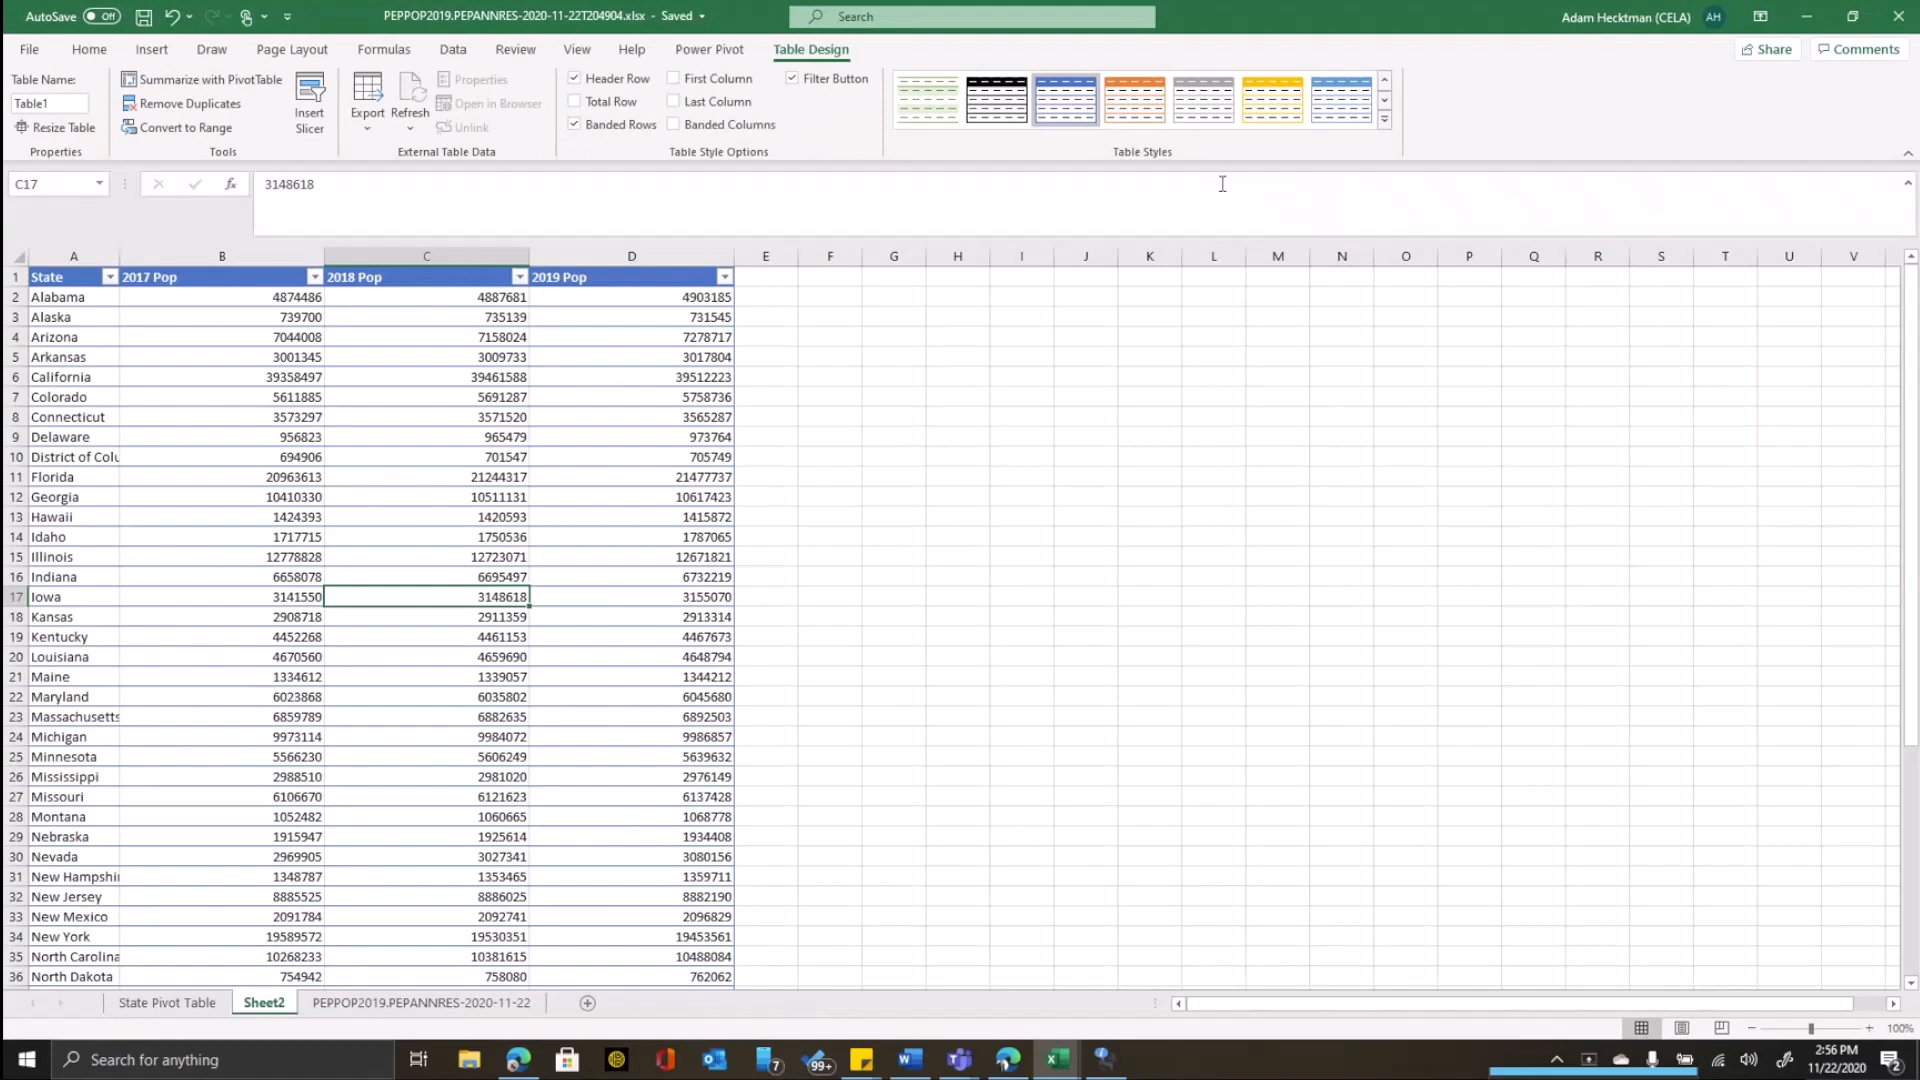 AutoSave Off PEPPOP2019.PEPANNRES-2020-11-22T204904.xlsx - Saved Search Adam Hecktman (CELA) AH
File Home Insert Draw Page Layout Formulas Data Review View Help Power Pivot Table Design Share Comments
Table Name:
Table1
Resize Table
Properties
Summarize with PivotTable
Remove Duplicates
Convert to Range
Insert
Slicer
Tools
Export
Refresh
Properties
Open in Browser
Unlink
External Table Data
Header Row First Column Filter Button
Total Row Last Column
Banded Rows Banded Columns
Table Style Options
Table Styles
C17 fx 3148618
A B C D E F G H I J K L M N O P Q R S T U V
1 State 2017 Pop 2018 Pop 2019 Pop
2 Alabama 4874486 4887681 4903185
3 Alaska 739700 735139 731545
4 Arizona 7044008 7158024 7278717
5 Arkansas 3001345 3009733 3017804
6 California 39358497 39461588 39512223
7 Colorado 5611885 5691287 5758736
8 Connecticut 3573297 3571520 3565287
9 Delaware 956823 965479 973764
10 District of Colu 694906 701547 705749
11 Florida 20963613 21244317 21477737
12 Georgia 10410330 10511131 10617423
13 Hawaii 1424393 1420593 1415872
14 Idaho 1717715 1750536 1787065
15 Illinois 12778828 12723071 12671821
16 Indiana 6658078 6695497 6732219
17 Iowa 3141550 3148618 3155070
18 Kansas 2908718 2911359 2913314
19 Kentucky 4452268 4461153 4467673
20 Louisiana 4670560 4659690 4648794
21 Maine 1334612 1339057 1344212
22 Maryland 6023868 6035802 6045680
23 Massachusetts 6859789 6882635 6892503
24 Michigan 9973114 9984072 9986857
25 Minnesota 5566230 5606249 5639632
26 Mississippi 2988510 2981020 2976149
27 Missouri 6106670 6121623 6137428
28 Montana 1052482 1060665 1068778
29 Nebraska 1915947 1925614 1934408
30 Nevada 2969905 3027341 3080156
31 New Hampshi 1348787 1353465 1359711
32 New Jersey 8885525 8886025 8882190
33 New Mexico 2091784 2092741 2096829
34 New York 19589572 19530351 19453561
35 North Carolina 10268233 10381615 10488084
36 North Dakota 754942 758080 762062
State Pivot Table Sheet2 PEPPOP2019.PEPANNRES-2020-11-22
100%
Search for anything 7 99+ 2:56 PM
11/22/2020 2